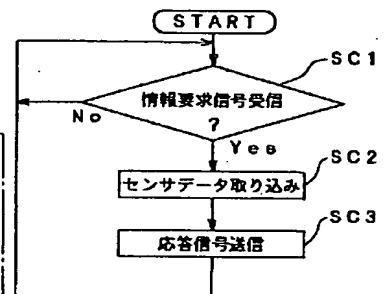 START
SC1
情報要求信号受信
?
No
Yes
SC2
センサデータ取り込み
SC3
応答信号送信